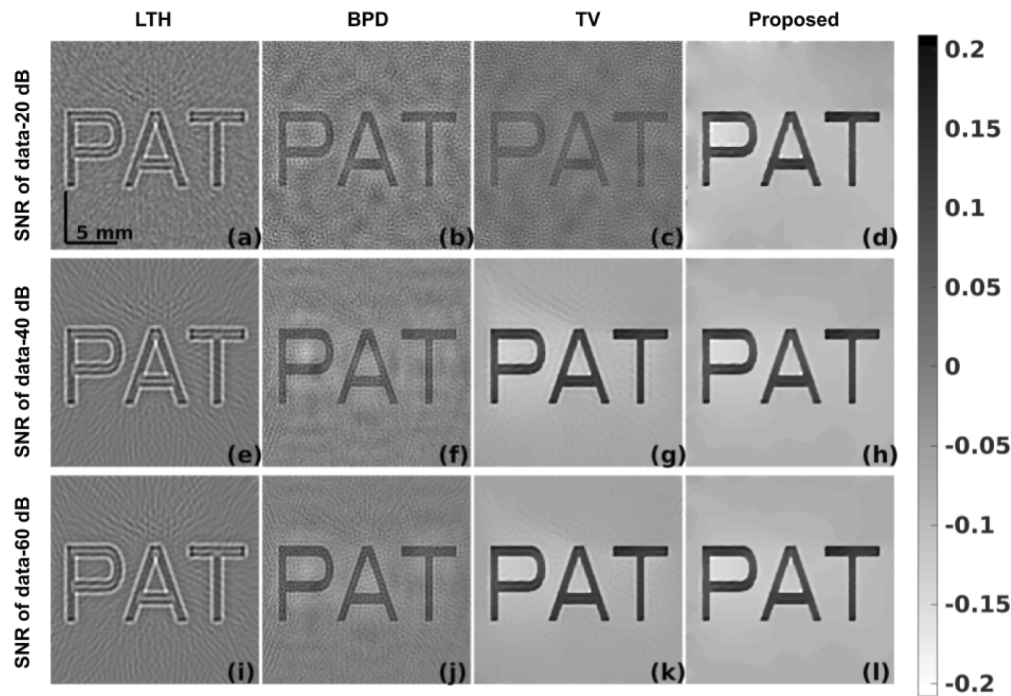 LTH BPD TV Proposed
SNR of data-20 dB
PAT PAT PAT PAT
5 mm
(a) (b) (c) (d)
SNR of data-40 dB
PAT PAT PAT PAT
(e) (f) (g) (h)
SNR of data-60 dB
PAT PAT PAT PAT
(i) (j) (k) (l)
0.2
0.15
0.1
0.05
0
-0.05
-0.1
-0.15
-0.2